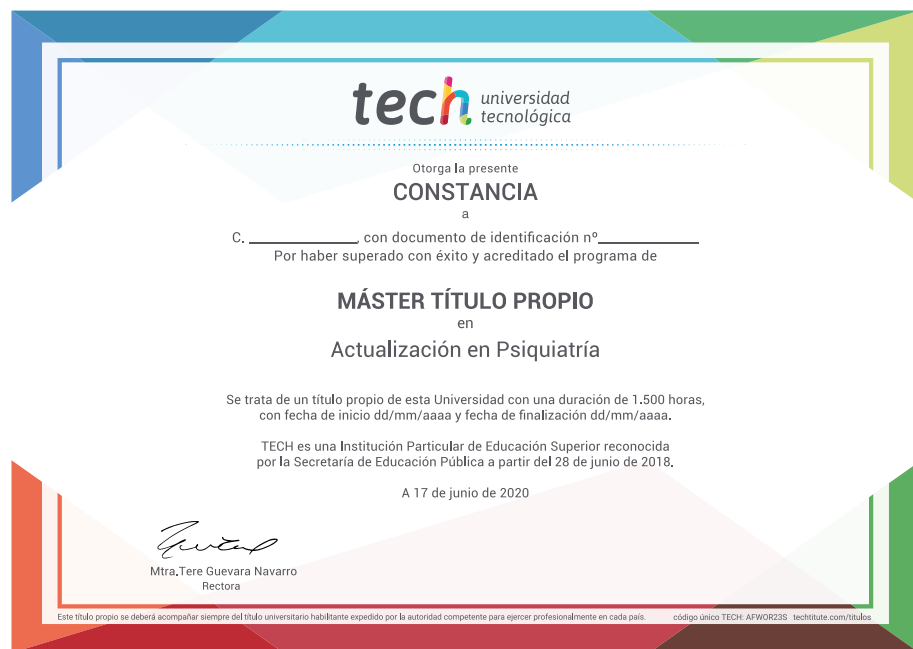 tech universidad
tecnológica
Otorga la presente
CONSTANCIA
a
C. ____________, con documento de identificación nº____________
Por haber superado con éxito y acreditado el programa de
MÁSTER TÍTULO PROPIO
en
Actualización en Psiquiatría
Se trata de un título propio de esta Universidad con una duración de 1.500 horas,
con fecha de inicio dd/mm/aaaa y fecha de finalización dd/mm/aaaa.
TECH es una Institución Particular de Educación Superior reconocida
por la Secretaría de Educación Pública a partir del 28 de junio de 2018.
A 17 de junio de 2020
Mtra.Tere Guevara Navarro
Rectora
Este título propio se deberá acompañar siempre del título universitario habilitante expedido por la autoridad competente para ejercer profesionalmente en cada país. código único TECH: AFWOR23S techtitute.com/titulos